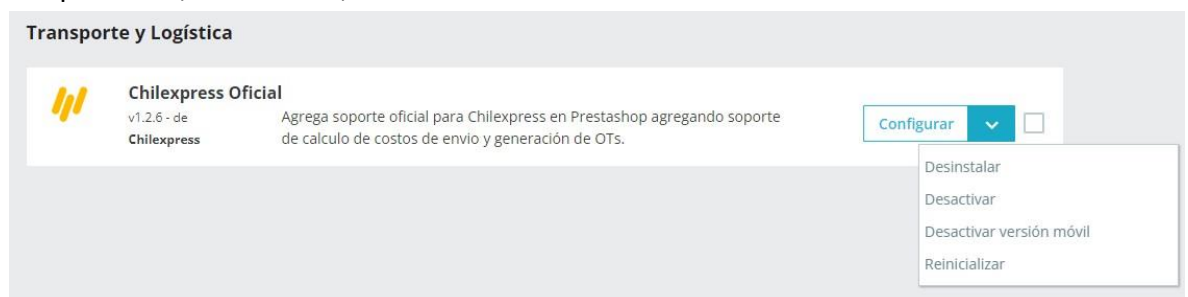 Transporte y Logística
Chilexpress Oficial
v1.2.6 - de
Chilexpress
Agrega soporte oficial para Chilexpress en Prestashop agregando soporte
de calculo de costos de envio y generación de OTs.
Configurar
Desinstalar
Desactivar
Desactivar versión móvil
Reinicializar